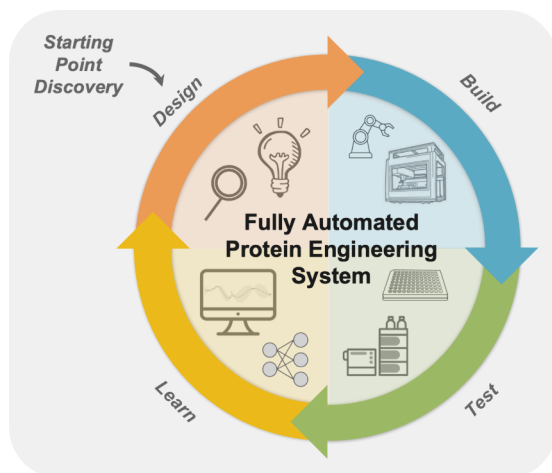 Starting
Point
Discovery
Design
Build
Fully Automated
Protein Engineering
System
Learn
Test